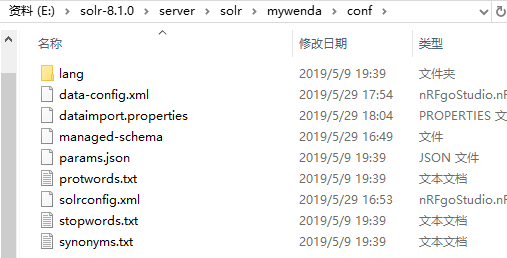 资料 (E:) > solr-8.1.0 > server > solr > mywenda > conf >
名称 修改日期 类型
lang 2019/5/9 19:39 文件夹
data-config.xml 2019/5/29 17:54 nRFgoStudio.nF
dataimport.properties 2019/5/29 18:04 PROPERTIES 文
managed-schema 2019/5/29 16:49 文件
params.json 2019/5/9 19:39 JSON 文件
protwords.txt 2019/5/9 19:39 文本文档
solrconfig.xml 2019/5/29 16:53 nRFgoStudio.nF
stopwords.txt 2019/5/9 19:39 文本文档
synonyms.txt 2019/5/9 19:39 文本文档